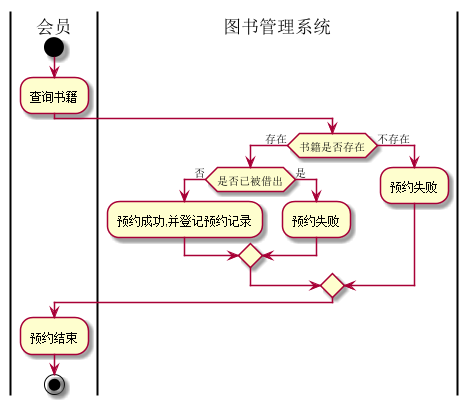 会员
图书管理系统
查询书籍
存在
书籍是否存在
不存在
否
是否已被借出
是
预约失败
预约成功,并登记预约记录
预约失败
预约结束